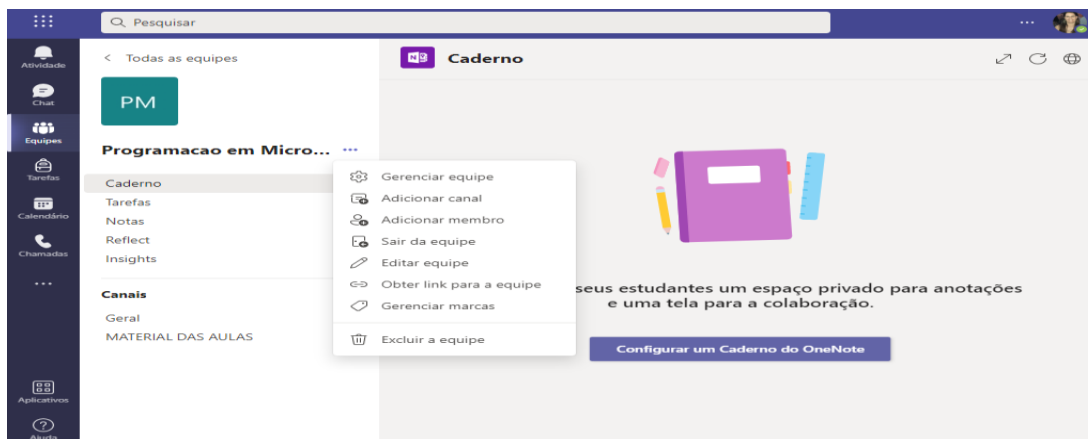 Pesquisar
Atividade
Chat
Equipes
Tarefas
Calendário
Chamadas
Aplicativos
Ajuda
< Todas as equipes
PM
Programacao em Micro... ...
Caderno
Tarefas
Notas
Reflect
Insights
Canais
Geral
MATERIAL DAS AULAS
Gerenciar equipe
Adicionar canal
Adicionar membro
Sair da equipe
Editar equipe
Obter link para a equipe
Gerenciar marcas
Excluir a equipe
N
Caderno
seus estudantes um espaço privado para anotações
e uma tela para a colaboração.
Configurar um Caderno do OneNote